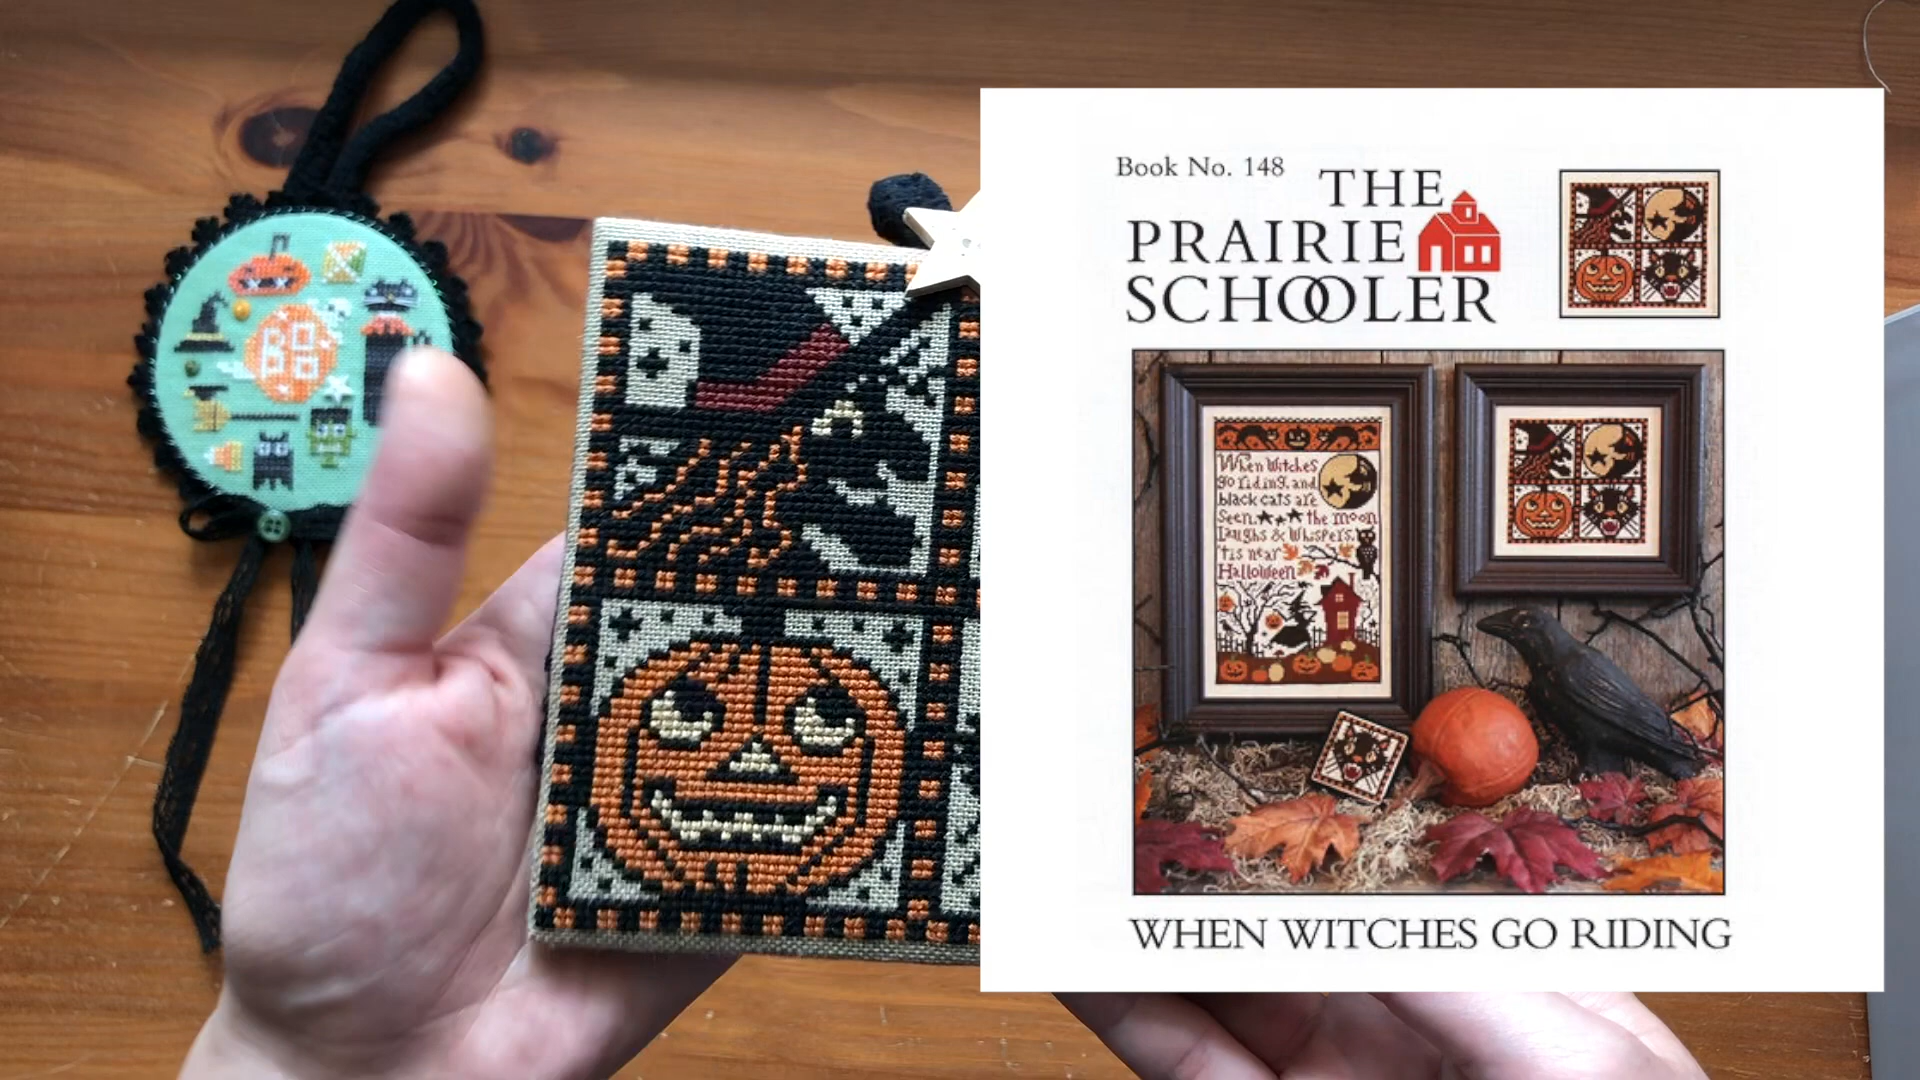 BOO
Book No. 148
THE
PRAIRIE
SCHOOLER
When Witches
go riding, and
black cats are
seen, the moon
laughs & whispers,
'tis near
Halloween
WHEN WITCHES GO RIDING